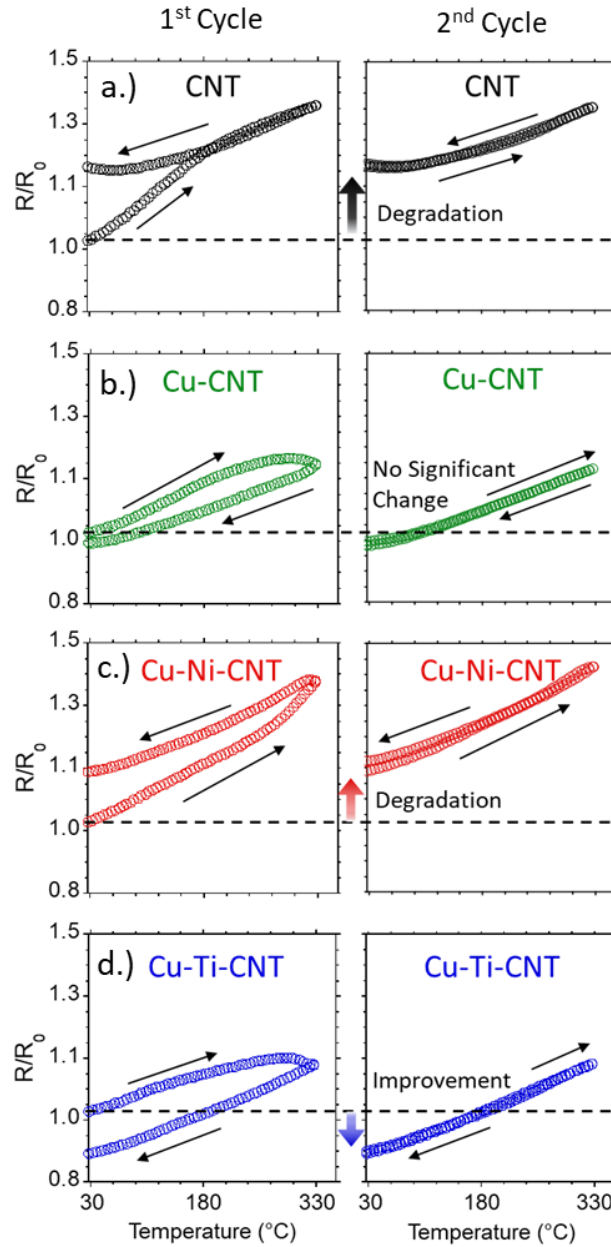 1st Cycle
2nd Cycle
a.)
CNT
CNT
1.5
1.3
1.1
1.0
0.8
R/R0
Degradation
b.)
Cu-CNT
Cu-CNT
1.5
1.3
1.1
1.0
0.8
R/R0
No Significant
Change
c.)
Cu-Ni-CNT
Cu-Ni-CNT
1.5
1.3
1.1
1.0
0.8
R/R0
Degradation
d.)
Cu-Ti-CNT
Cu-Ti-CNT
1.5
1.3
1.1
1.0
0.8
R/R0
Improvement
30 180 330
30 180 330
Temperature (°C)
Temperature (°C)